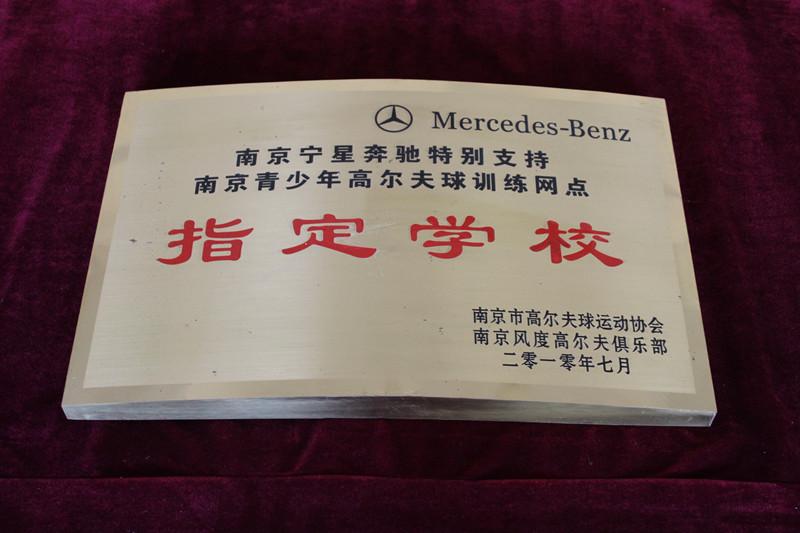 Mercedes-Benz
南京宁星奔驰特别支持
南京青少年高尔夫球训练网点
指定学校
南京市高尔夫球运动协会
南京风度高尔夫俱乐部
二零一零年七月